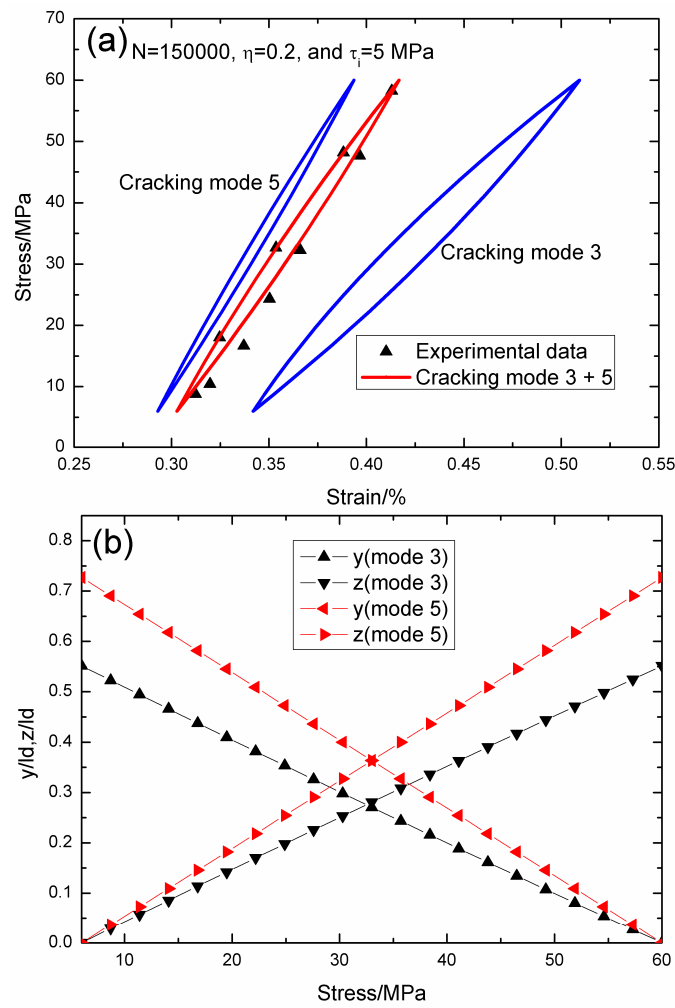 (a)
N=150000, η=0.2, and τi=5 MPa
70
60
50
40
30
20
10
0
Stress/MPa
Cracking mode 5
Cracking mode 3
Experimental data
Cracking mode 3 + 5
0.25 0.30 0.35 0.40 0.45 0.50 0.55
Strain/%
(b)
0.8
0.7
0.6
0.5
0.4
0.3
0.2
0.1
0.0
y/ld,z/ld
y(mode 3)
z(mode 3)
y(mode 5)
z(mode 5)
10 20 30 40 50 60
Stress/MPa